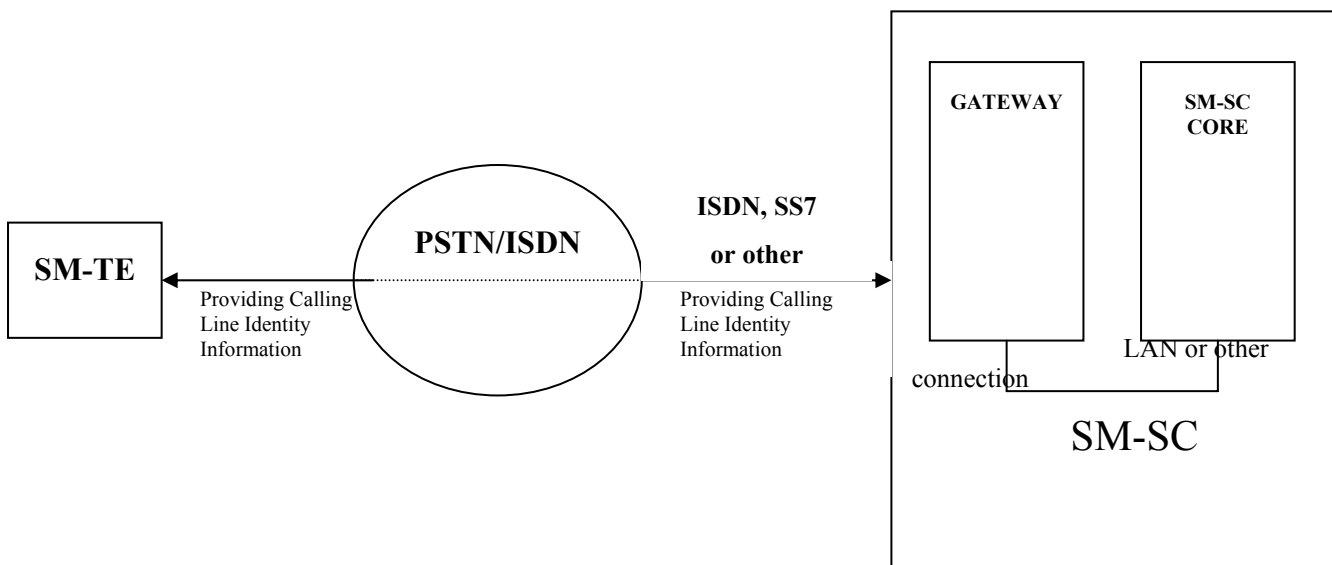 SM-TE
Providing Calling
Line Identity
Information
PSTN/ISDN
ISDN, SS7
or other
Providing Calling
Line Identity
Information
GATEWAY
SM-SC
CORE
LAN or other
connection
SM-SC